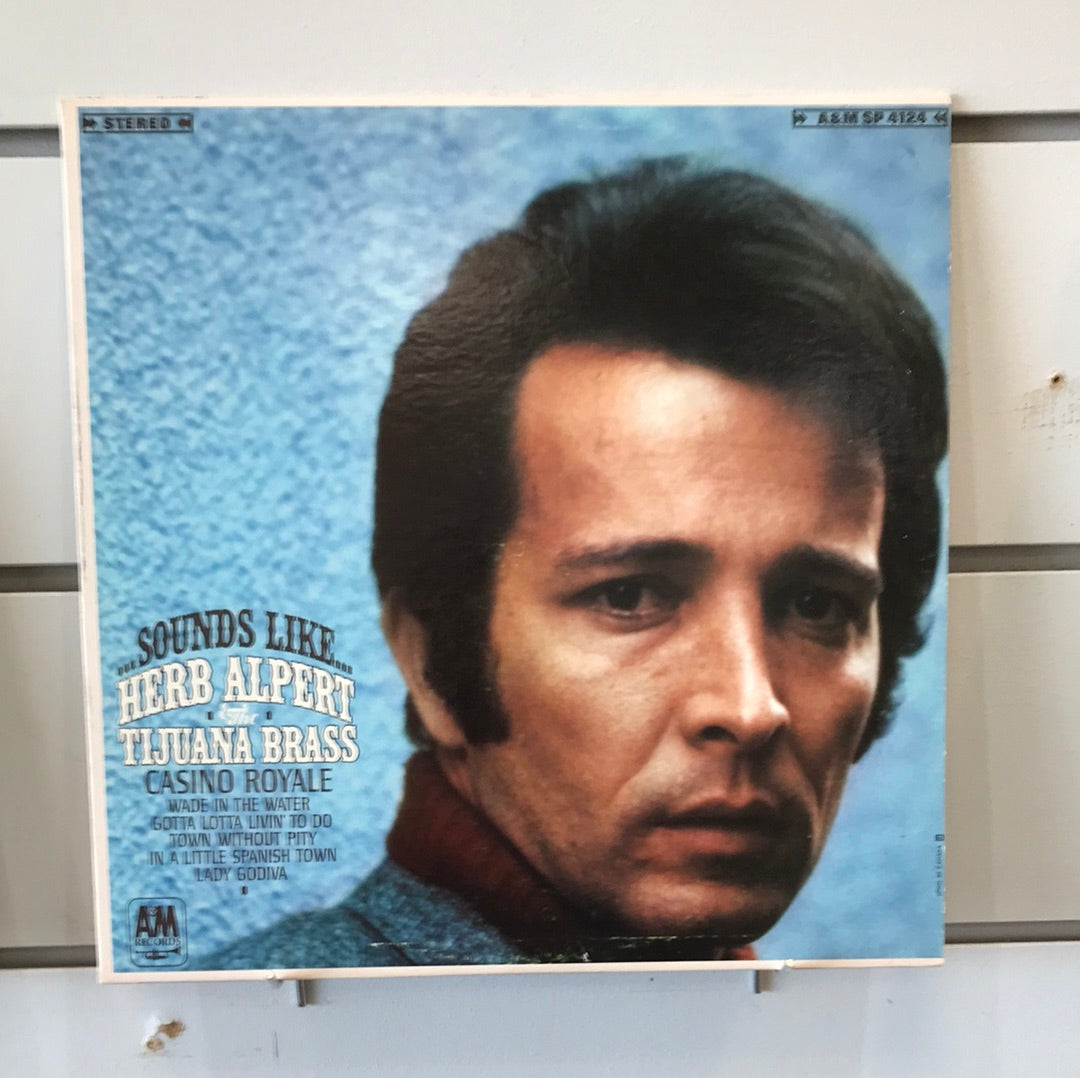 STEREO
A&M SP 4124
...SOUNDS LIKE...
HERB ALPERT
& The
TIJUANA BRASS
CASINO ROYALE
WADE IN THE WATER
GOTTA LOTTA LIVIN' TO DO
TOWN WITHOUT PITY
IN A LITTLE SPANISH TOWN
LADY GODIVA
A&M
RECORDS